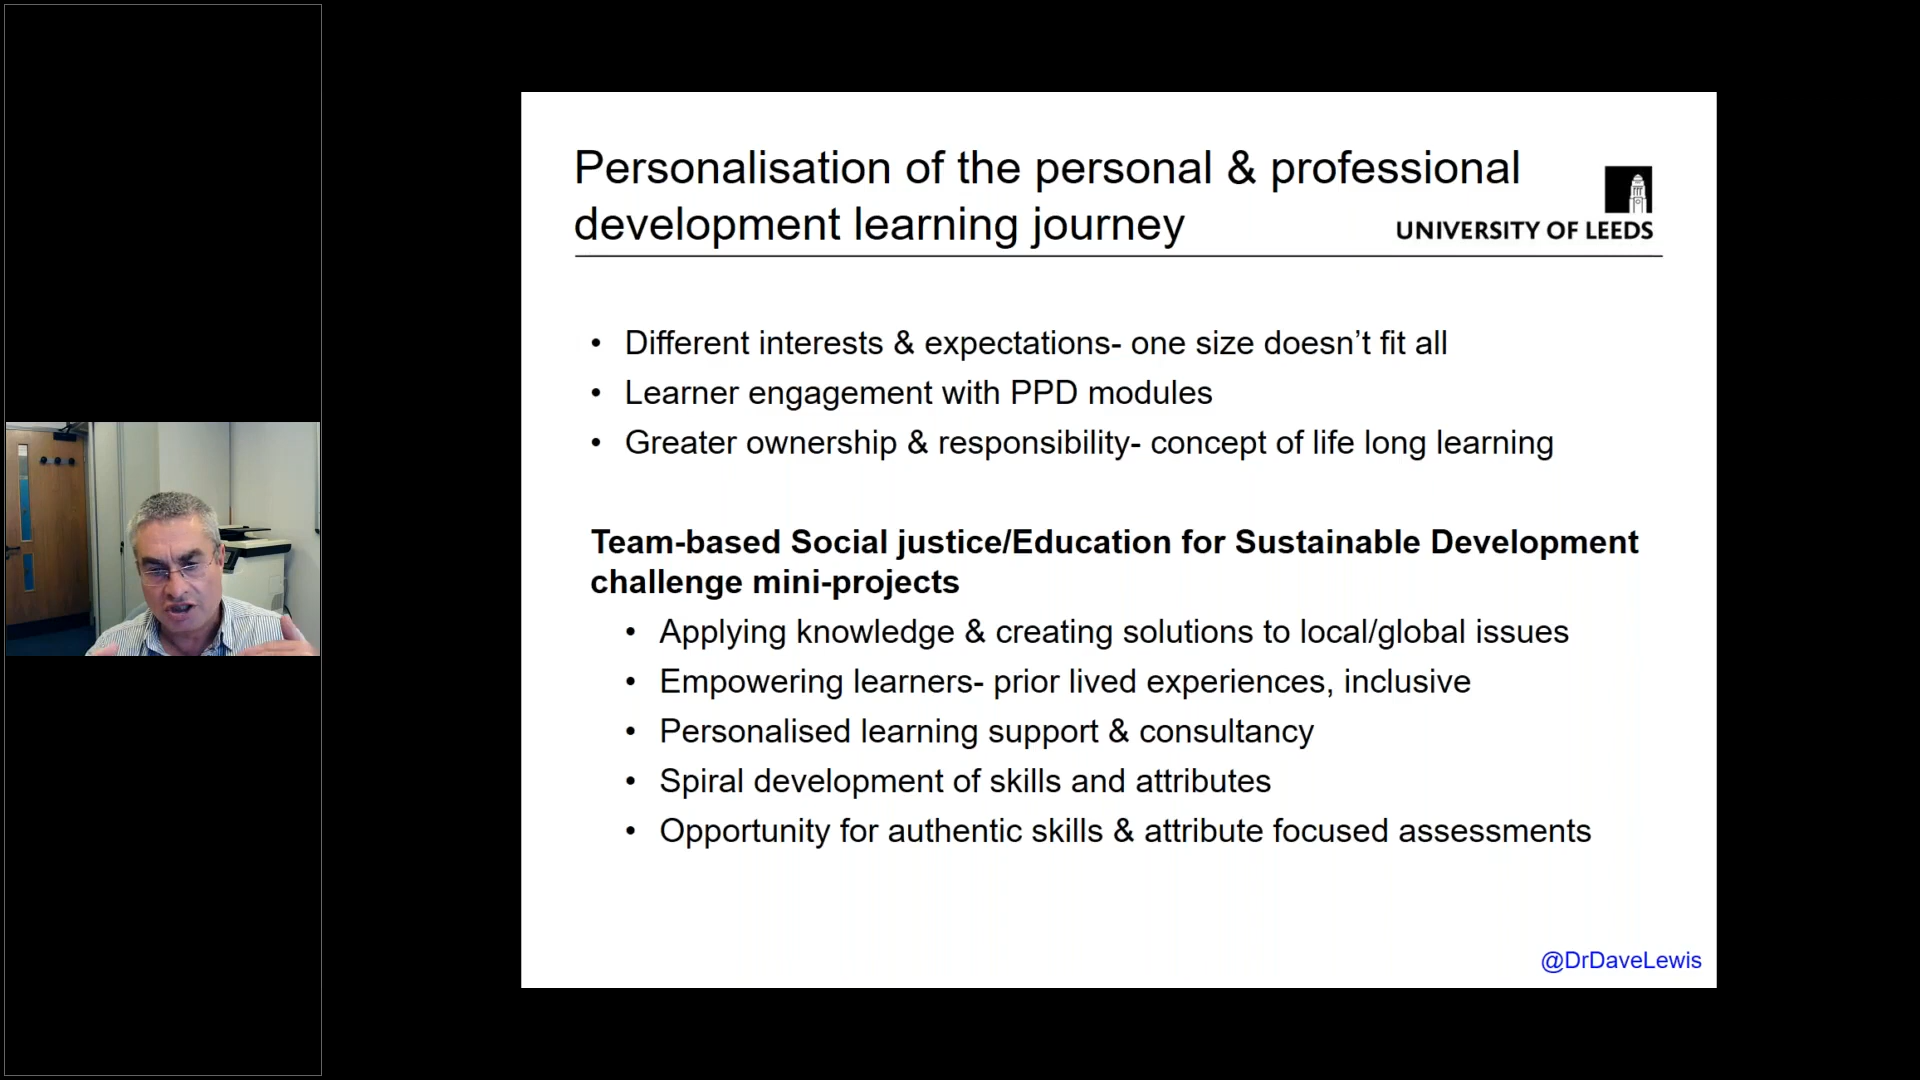 Personalisation of the personal & professional
development learning journey
UNIVERSITY OF LEEDS
• Different interests & expectations- one size doesn’t fit all
• Learner engagement with PPD modules
• Greater ownership & responsibility- concept of life long learning
Team-based Social justice/Education for Sustainable Development
challenge mini-projects
• Applying knowledge & creating solutions to local/global issues
• Empowering learners- prior lived experiences, inclusive
• Personalised learning support & consultancy
• Spiral development of skills and attributes
• Opportunity for authentic skills & attribute focused assessments
@DrDaveLewis